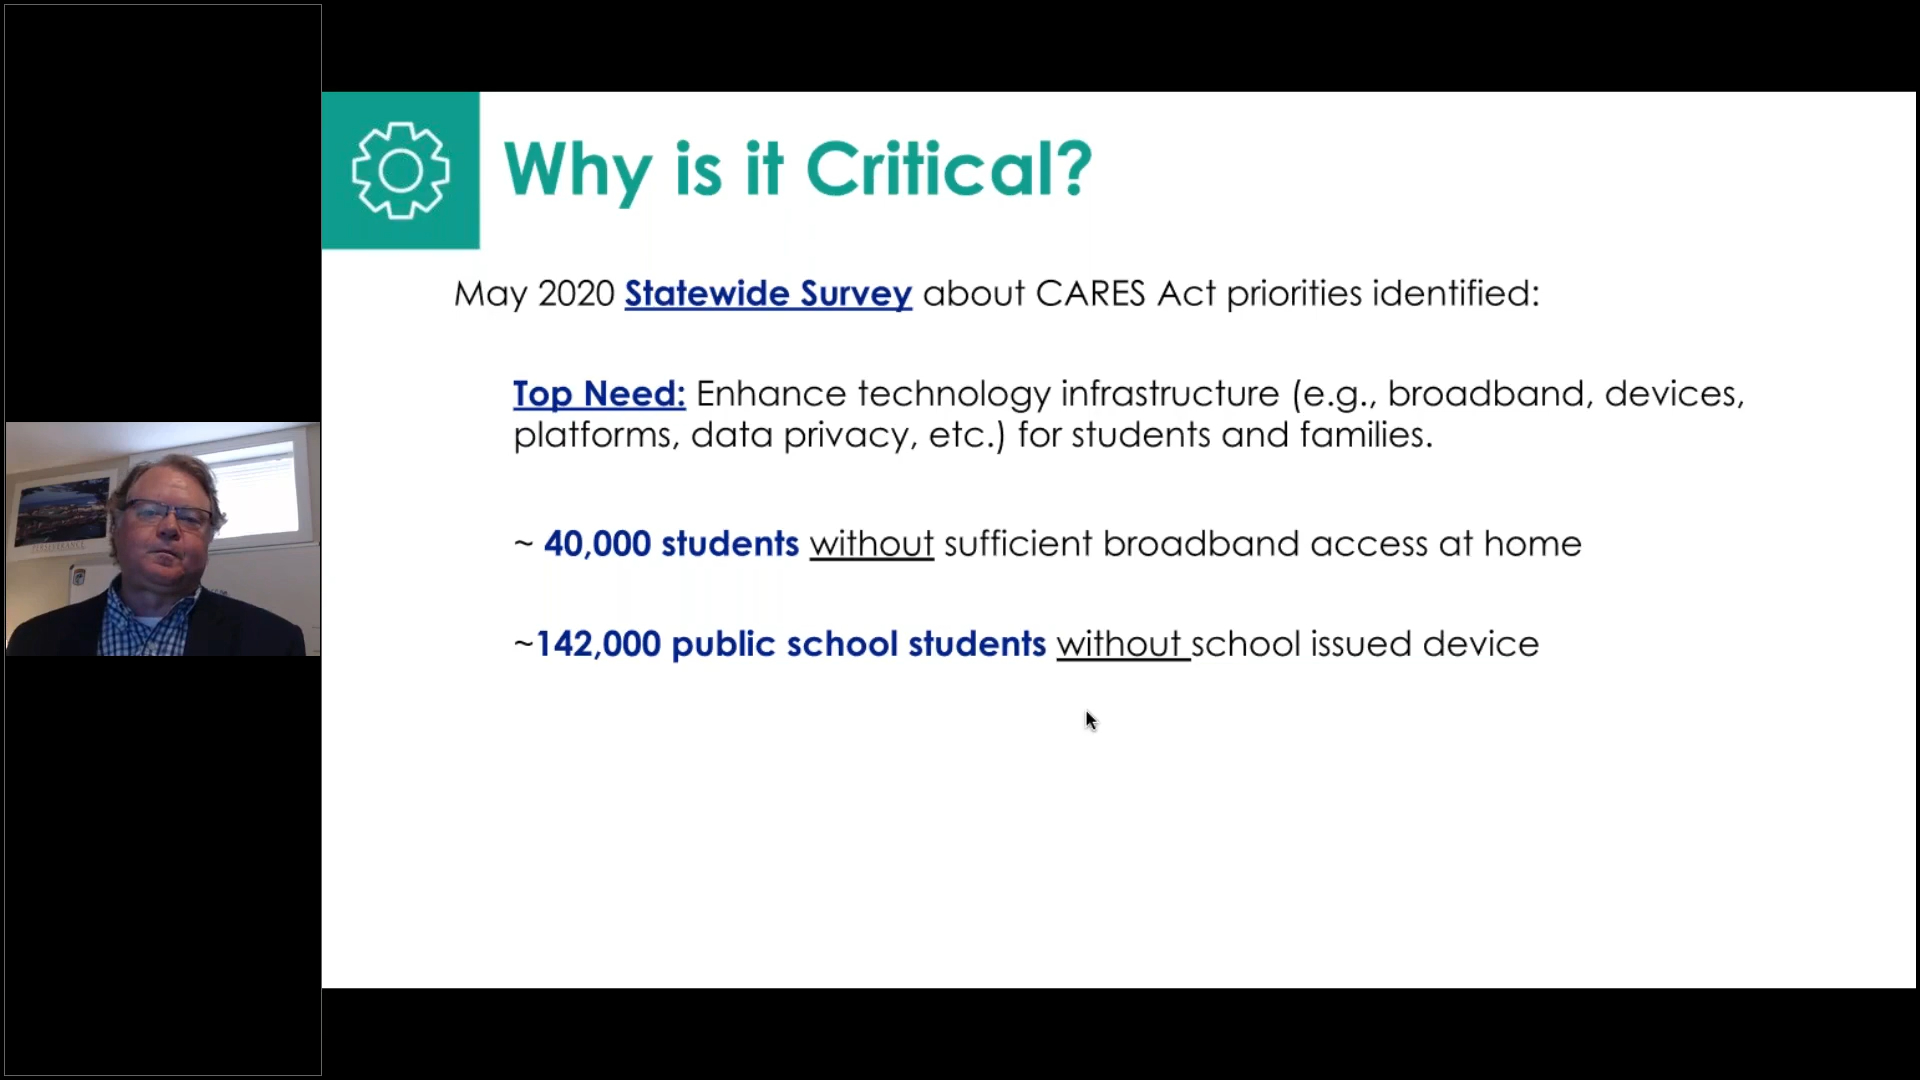 Why is it Critical?
May 2020 Statewide Survey about CARES Act priorities identified:
Top Need: Enhance technology infrastructure (e.g., broadband, devices,
platforms, data privacy, etc.) for students and families.
~ 40,000 students without sufficient broadband access at home
~142,000 public school students without school issued device
PERSEVERANCE